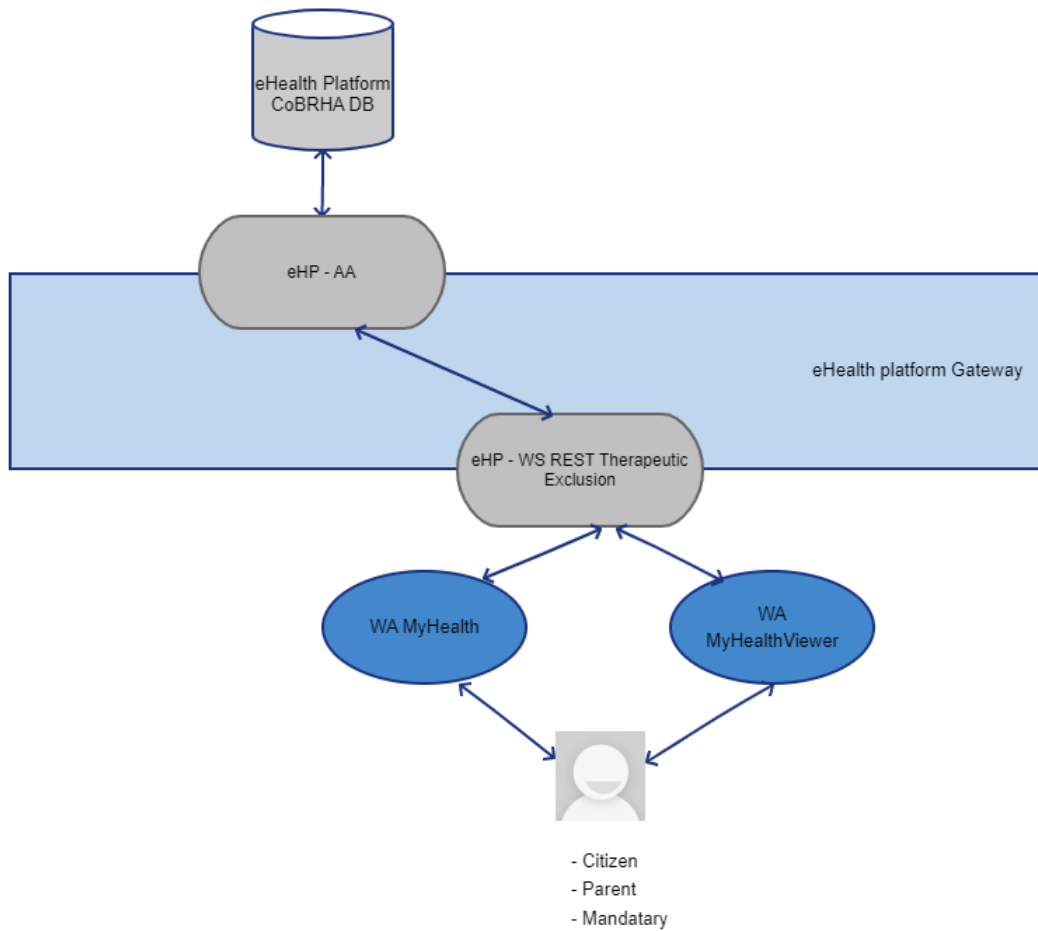 eHealth Platform
CoBRHA DB
eHP - AA
eHealth platform Gateway
eHP - WS REST Therapeutic
Exclusion
WA MyHealth
WA
MyHealthViewer
- Citizen
- Parent
- Mandatary